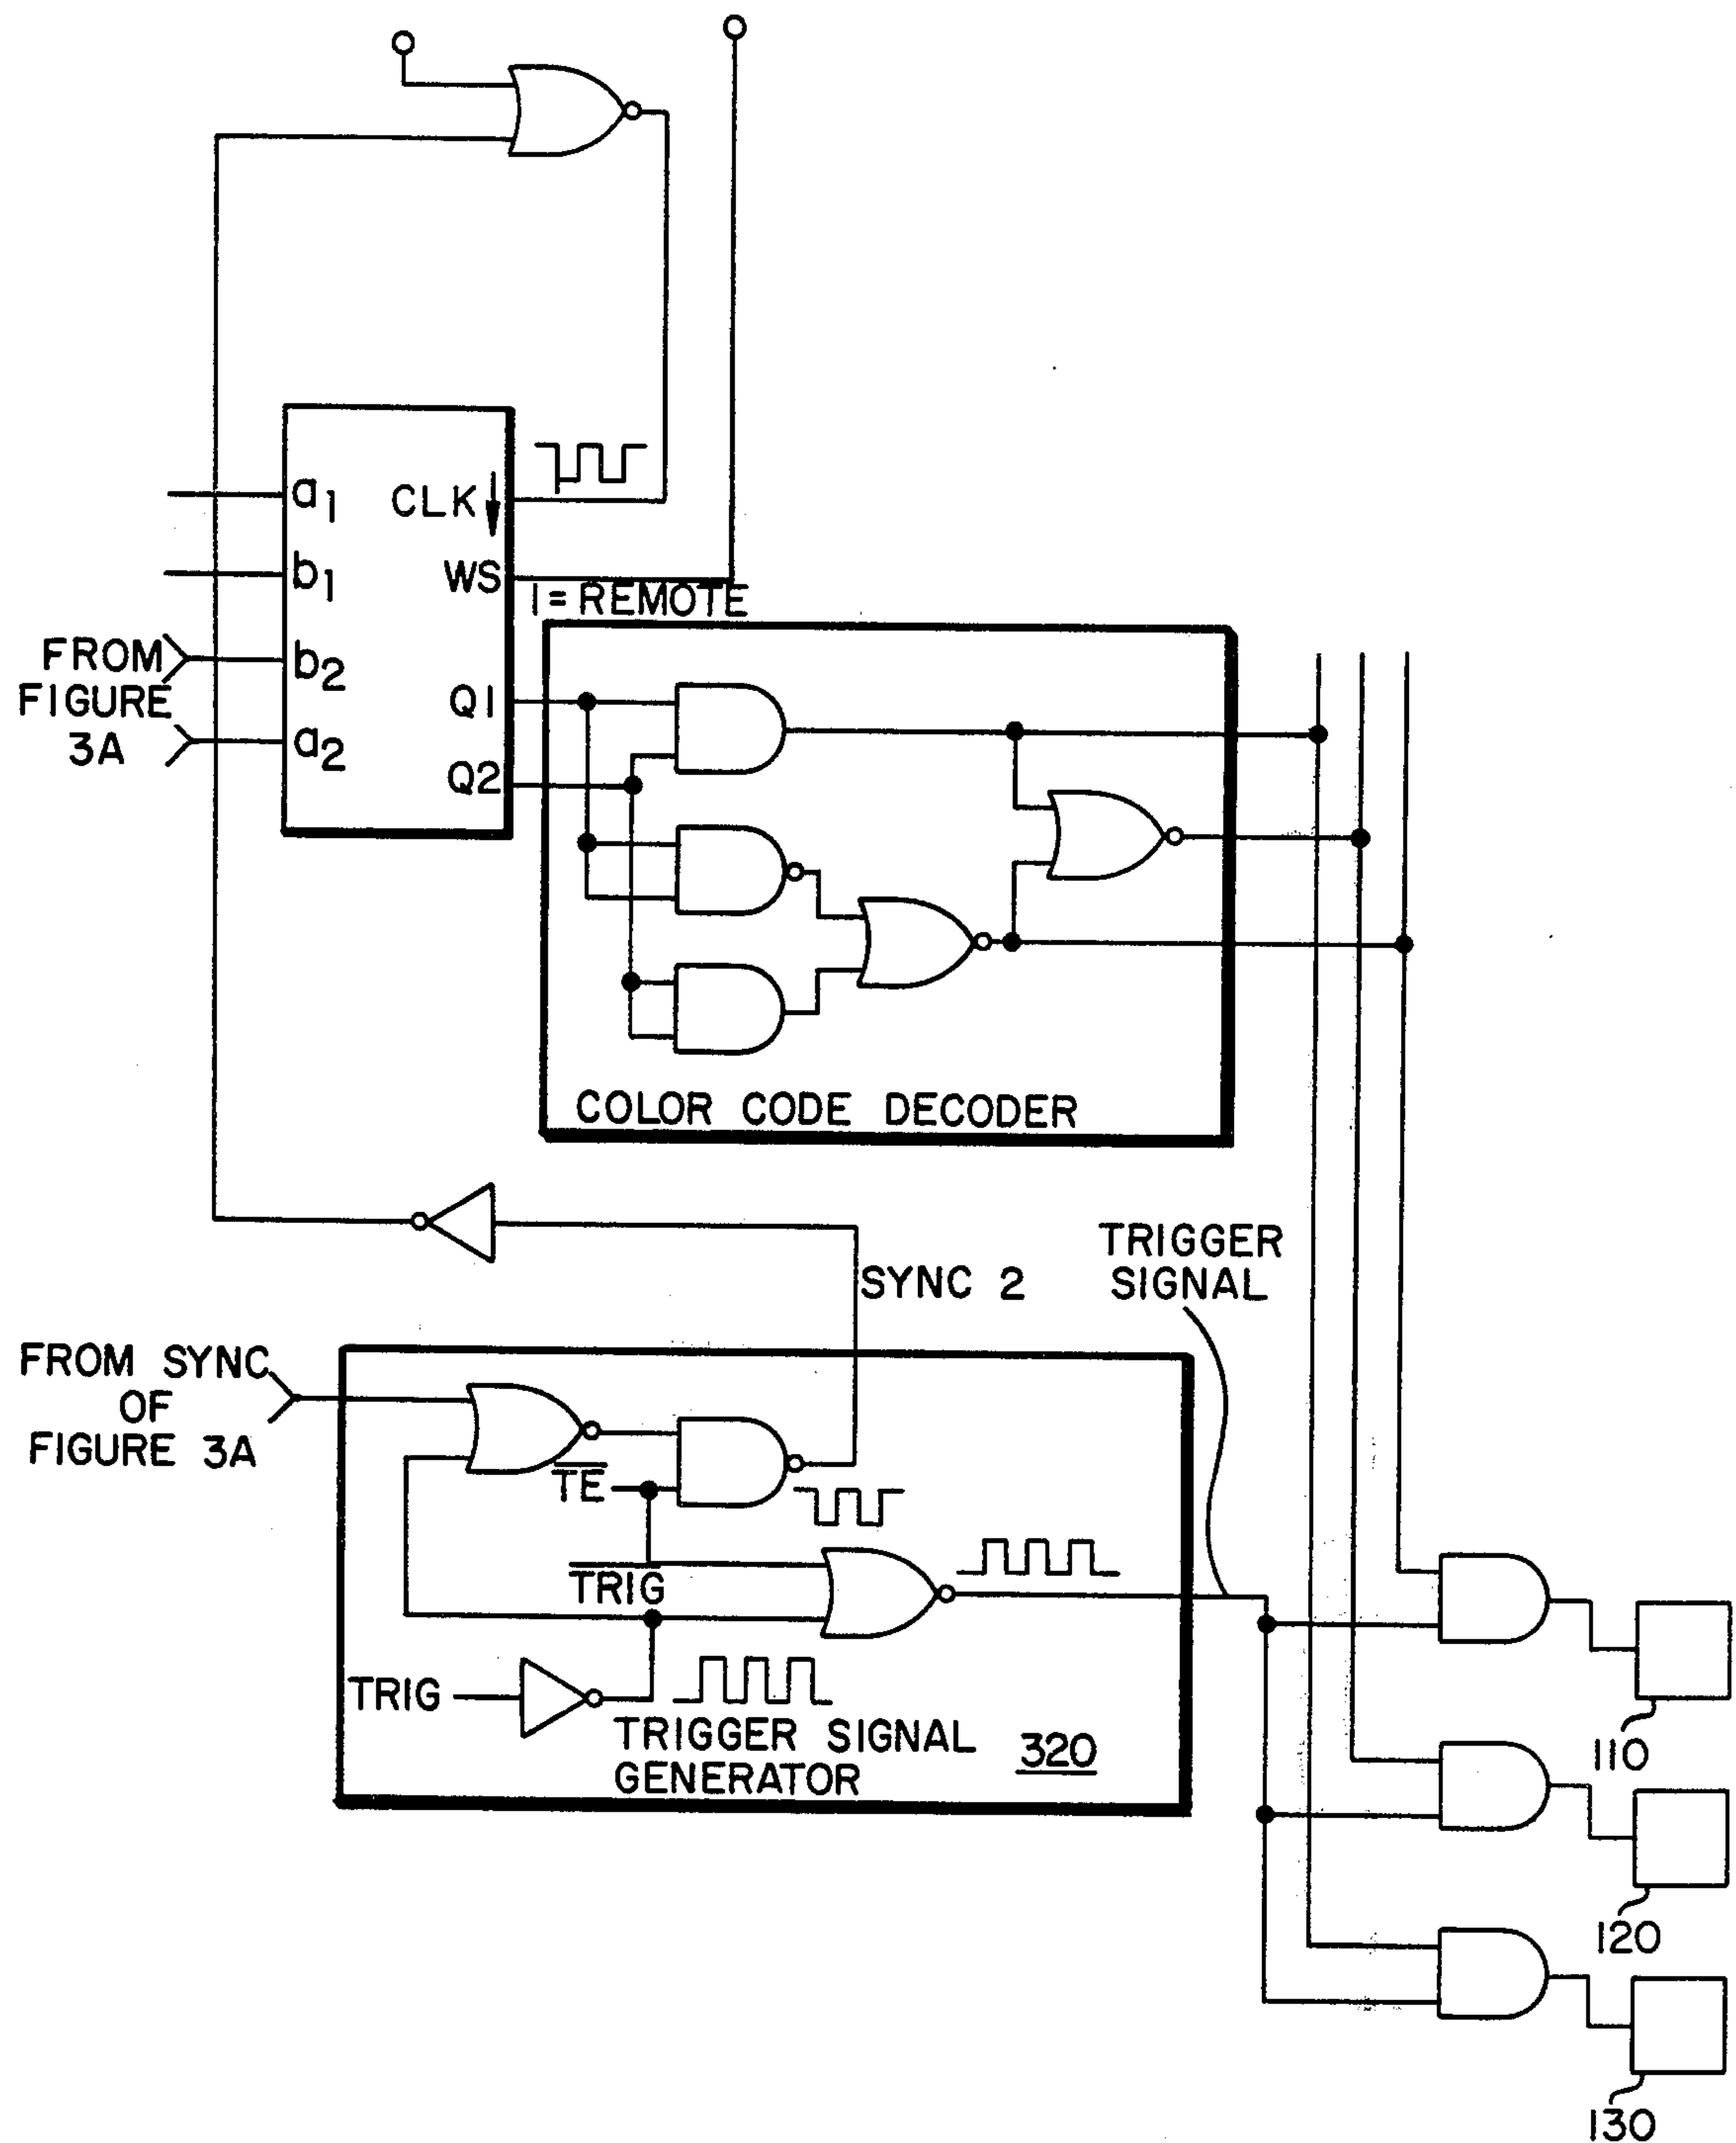 a1
CLK
b1
WS
1 = REMOTE
FROM
FIGURE
3A
b2
a2
Q1
Q2
COLOR CODE DECODER
SYNC 2
TRIGGER
SIGNAL
FROM SYNC
OF
FIGURE 3A
TE
TRIG
TRIG
TRIGGER SIGNAL
GENERATOR
320
110
120
130